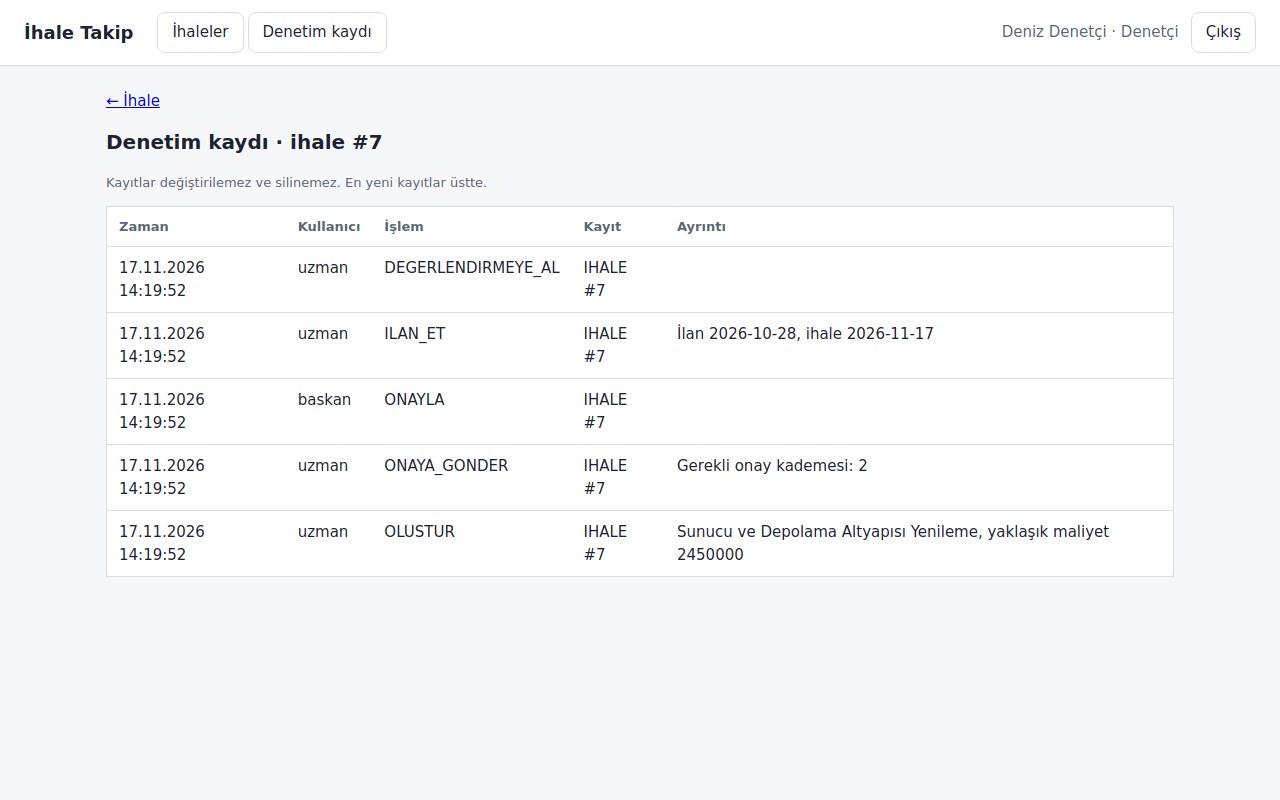 İhale Takip İhaleler Denetim kaydı Deniz Denetçi · Denetçi Çıkış
← İhale
Denetim kaydı · ihale #7
Kayıtlar değiştirilemez ve silinemez. En yeni kayıtlar üstte.
Zaman Kullanıcı İşlem Kayıt Ayrıntı
17.11.2026 uzman DEGERLENDIRMEYE_AL IHALE
14:19:52 #7
17.11.2026 uzman ILAN_ET IHALE İlan 2026-10-28, ihale 2026-11-17
14:19:52 #7
17.11.2026 baskan ONAYLA IHALE
14:19:52 #7
17.11.2026 uzman ONAYA_GONDER IHALE Gerekli onay kademesi: 2
14:19:52 #7
17.11.2026 uzman OLUSTUR IHALE Sunucu ve Depolama Altyapısı Yenileme, yaklaşık maliyet
14:19:52 #7 2450000